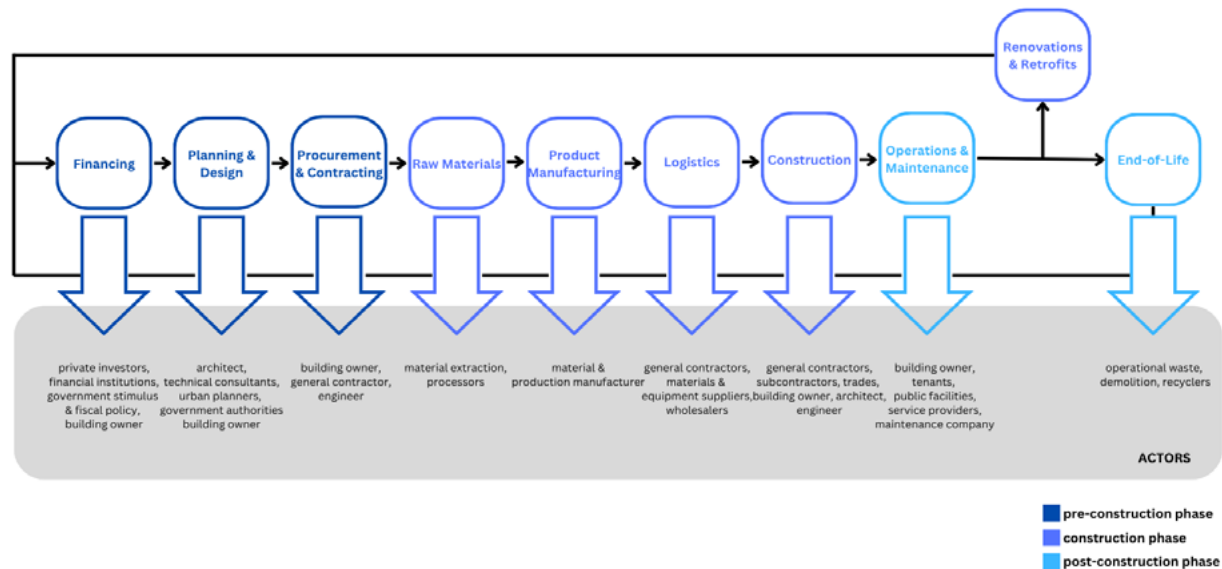 Renovations
& Retrofits
Financing
Planning &
Design
Procurement
& Contracting
Raw Materials
Product
Manufacturing
Logistics
Construction
Operations &
Maintenance
End-of-Life
private investors,
financial institutions,
government stimulus
& fiscal policy,
building owner
architect,
technical consultants,
urban planners,
government authorities
building owner
building owner,
general contractor,
engineer
material extraction,
processors
material &
production manufacturer
general contractors,
materials &
equipment suppliers,
wholesalers
general contractors,
subcontractors, trades,
building owner, architect,
engineer
building owner,
tenants,
public facilities,
service providers,
maintenance company
operational waste,
demolition, recyclers
ACTORS
pre-construction phase
construction phase
post-construction phase